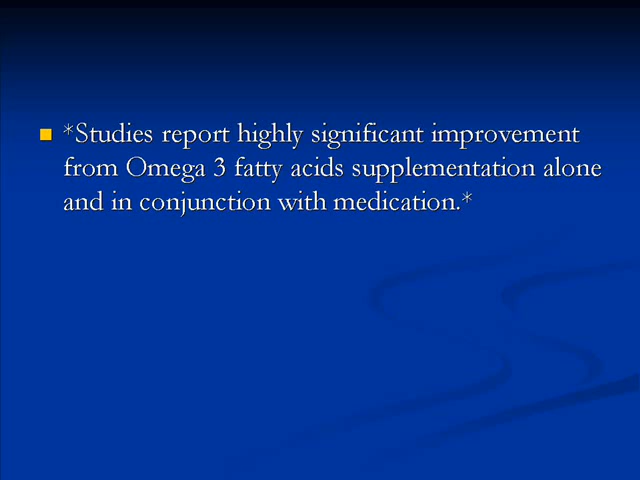 *Studies report highly significant improvement
from Omega 3 fatty acids supplementation alone
and in conjunction with medication.*